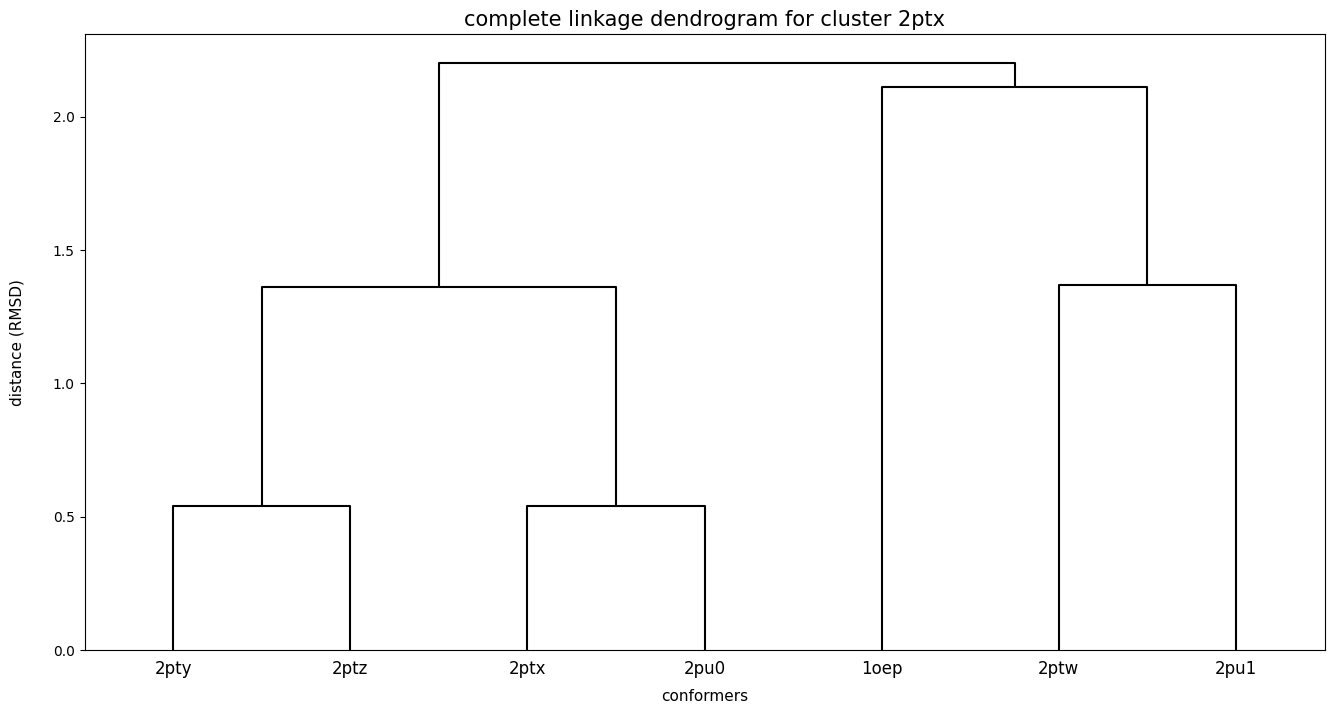 complete linkage dendrogram for cluster 2ptx
distance (RMSD)
2.0
1.5
1.0
0.5
0.0
2pty 2ptz 2ptx 2pu0 1oep 2ptw 2pu1
conformers